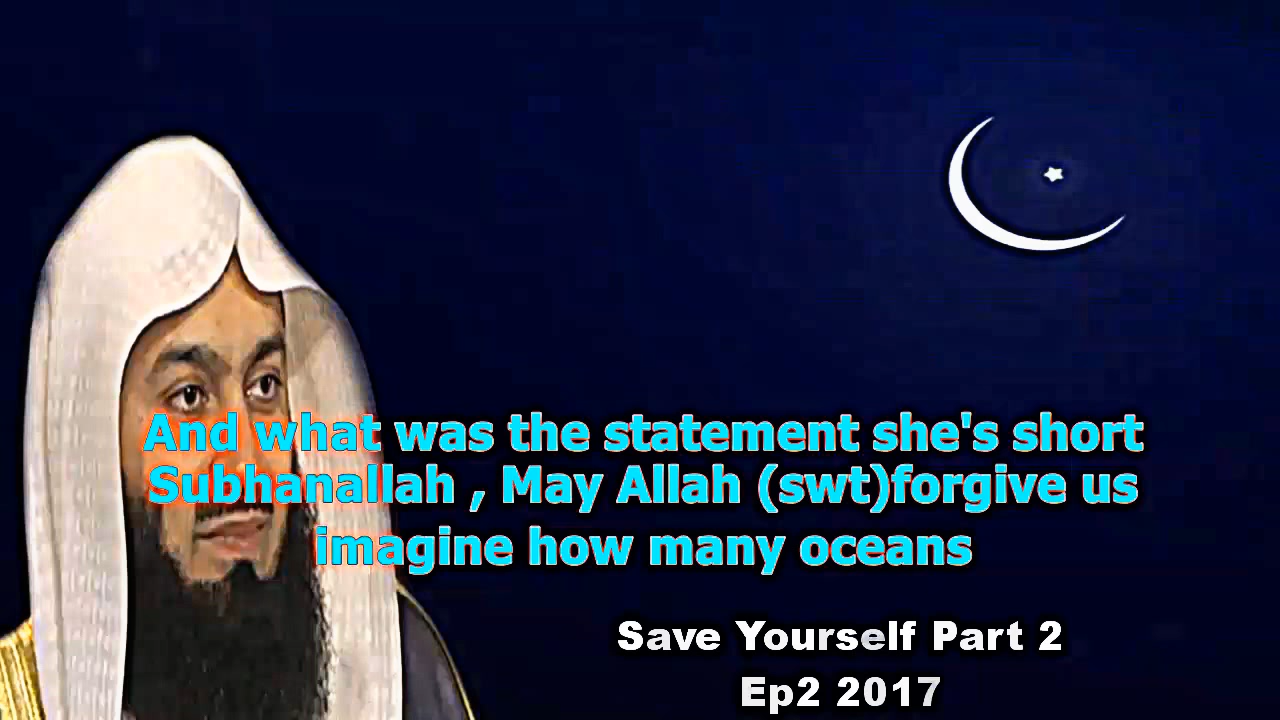 And what was the statement she's short
Subhanallah , May Allah (swt)forgive us
imagine how many oceans
Save Yourself Part 2
Ep2 2017